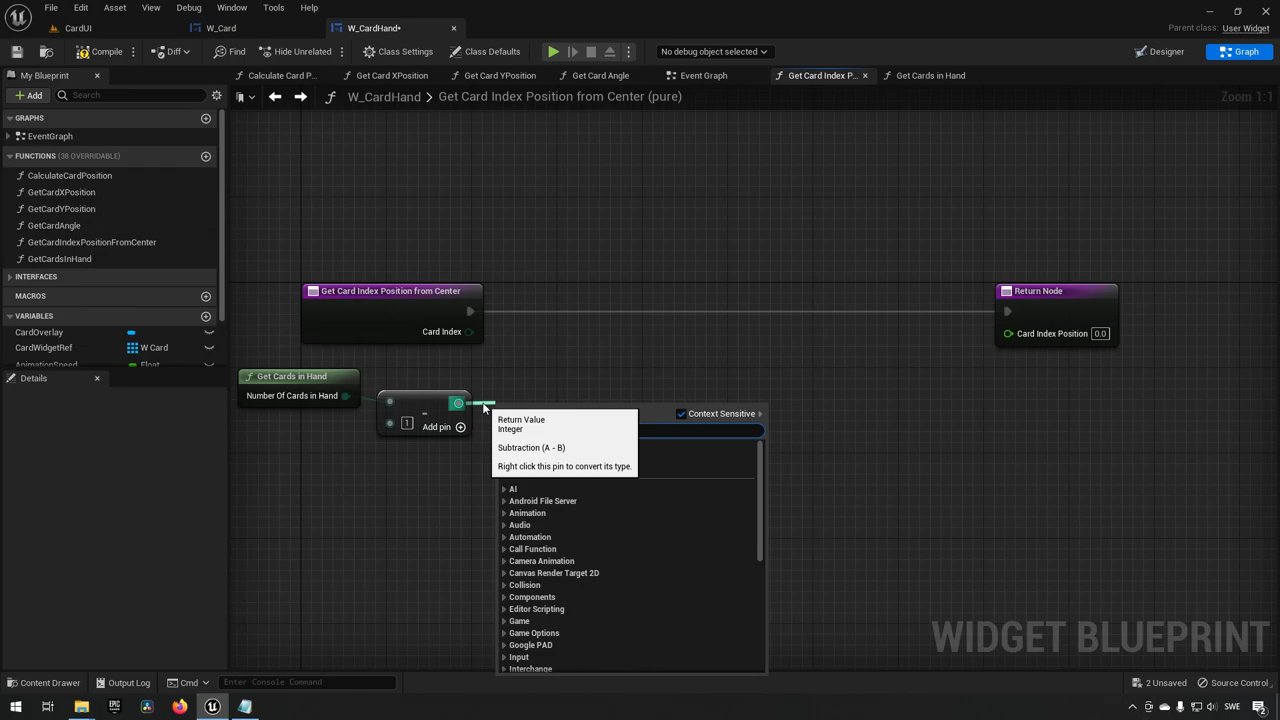 File Edit Asset View Debug Window Tools Help
Parent class: User Widget
CardUI W_Card W_CardHand*
Compile Diff Find Hide Unrelated Class Settings Class Defaults No debug object selected Designer Graph
My Blueprint Calculate Card P... Get Card XPosition Get Card YPosition Get Card Angle Event Graph Get Card Index P... Get Cards in Hand
Add Search W_CardHand > Get Card Index Position from Center (pure) Zoom 1:1
GRAPHS
EventGraph
FUNCTIONS (38 OVERRIDABLE)
CalculateCardPosition
GetCardXPosition
GetCardYPosition
GetCardAngle
GetCardIndexPositionFromCenter
GetCardsInHand
INTERFACES
MACROS
VARIABLES
CardOverlay
CardWidgetRef W Card
AnimationSpeed Float
Details
Get Card Index Position from Center
Card Index
Return Node
Card Index Position 0.0
Get Cards in Hand
Number Of Cards in Hand
-
1
Add pin
Context Sensitive
Return Value
Integer
Subtraction (A - B)
Right click this pin to convert its type.
AI
Android File Server
Animation
Audio
Automation
Call Function
Camera Animation
Canvas Render Target 2D
Collision
Components
Editor Scripting
Game
Game Options
Google PAD
Input
Interchange
WIDGET BLUEPRINT
Content Drawer Output Log Cmd Enter Console Command 2 Unsaved Source Control
EPIC GAMES SWE 2